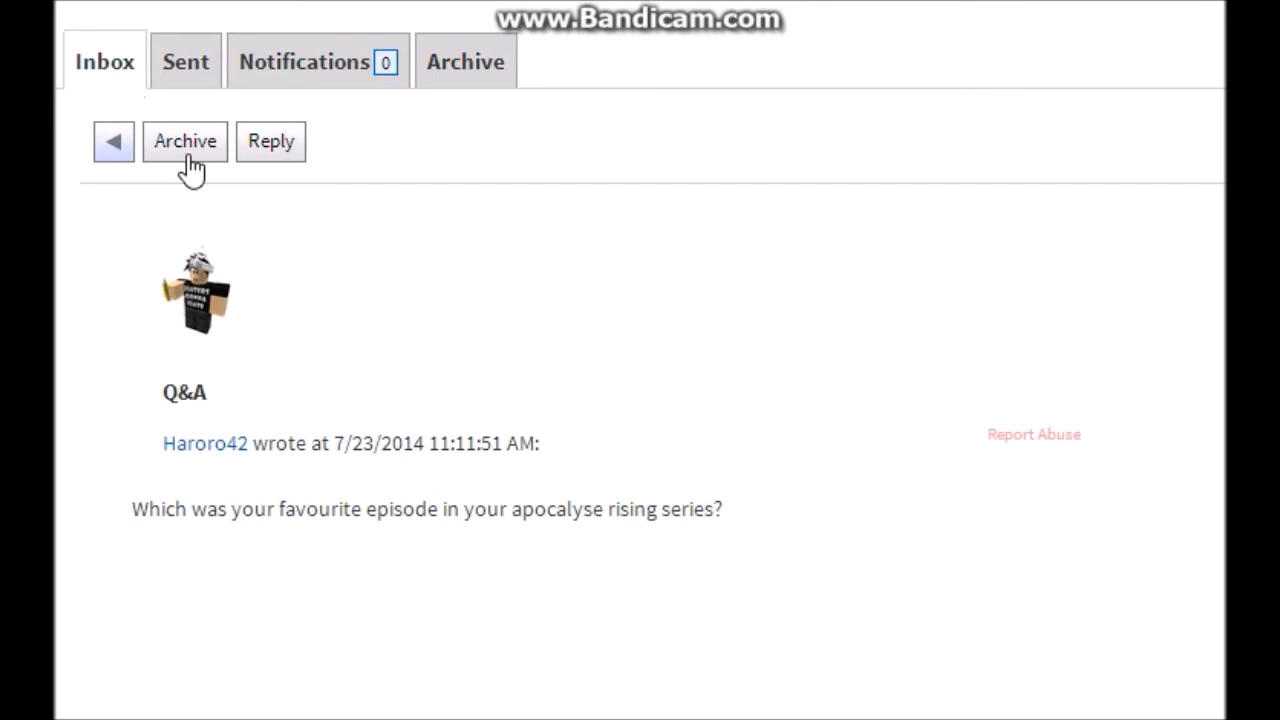 www.Bandicam.com
Inbox Sent Notifications 0 Archive
Archive Reply
Q&A
Haroro42 wrote at 7/23/2014 11:11:51 AM:
Report Abuse
Which was your favourite episode in your apocalyse rising series?